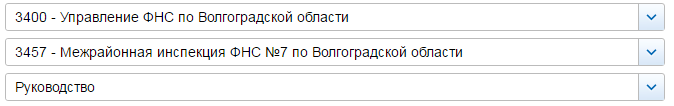 3400 - Управление ФНС по Волгоградской области
3457 - Межрайонная инспекция ФНС №7 по Волгоградской области
Руководство